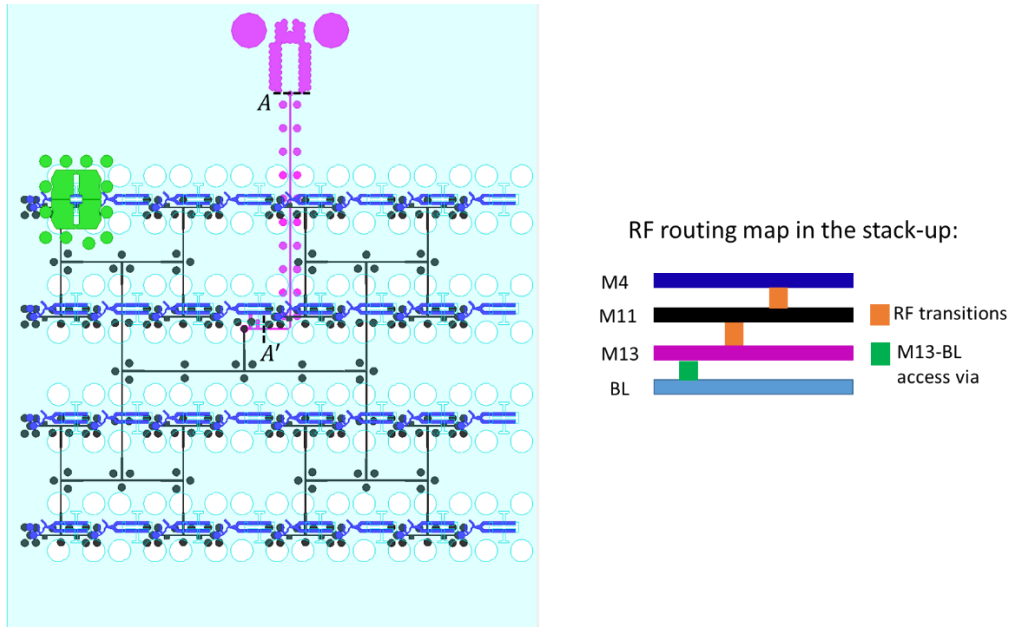 A
A′
RF routing map in the stack-up:
M4
M11
M13
BL
RF transitions
M13-BL
access via